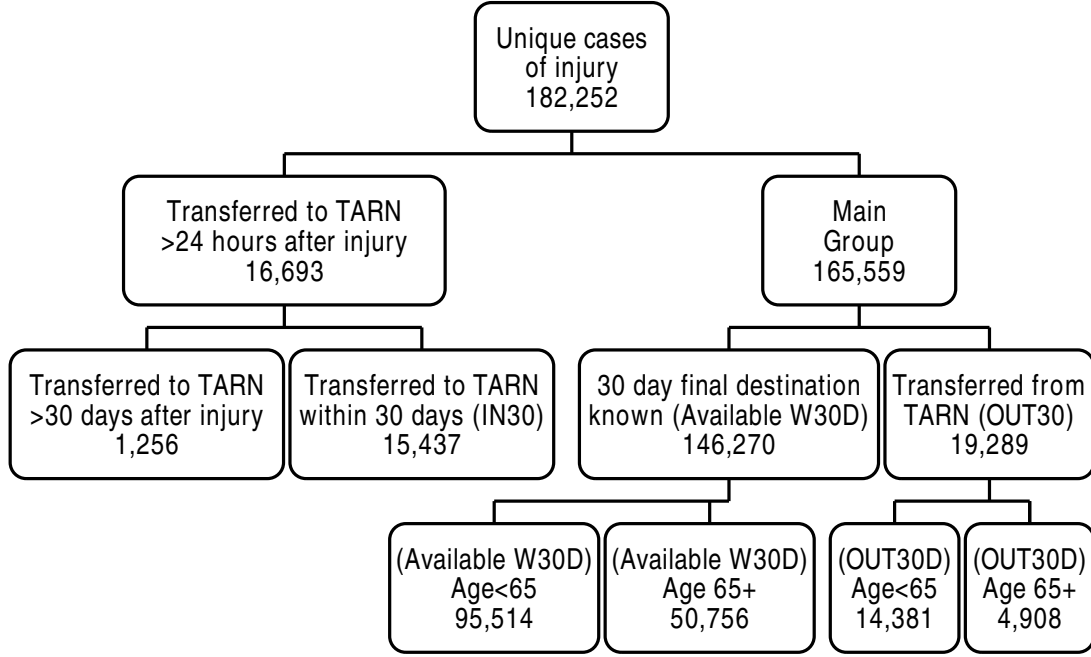 Unique cases
of injury
182,252
Transferred to TARN
>24 hours after injury
16,693
Main
Group
165,559
Transferred to TARN
>30 days after injury
1,256
Transferred to TARN
within 30 days (IN30)
15,437
30 day final destination
known (Available W30D)
146,270
Transferred from
TARN (OUT30)
19,289
(Available W30D)
Age<65
95,514
(Available W30D)
Age 65+
50,756
(OUT30D)
Age<65
14,381
(OUT30D)
Age 65+
4,908